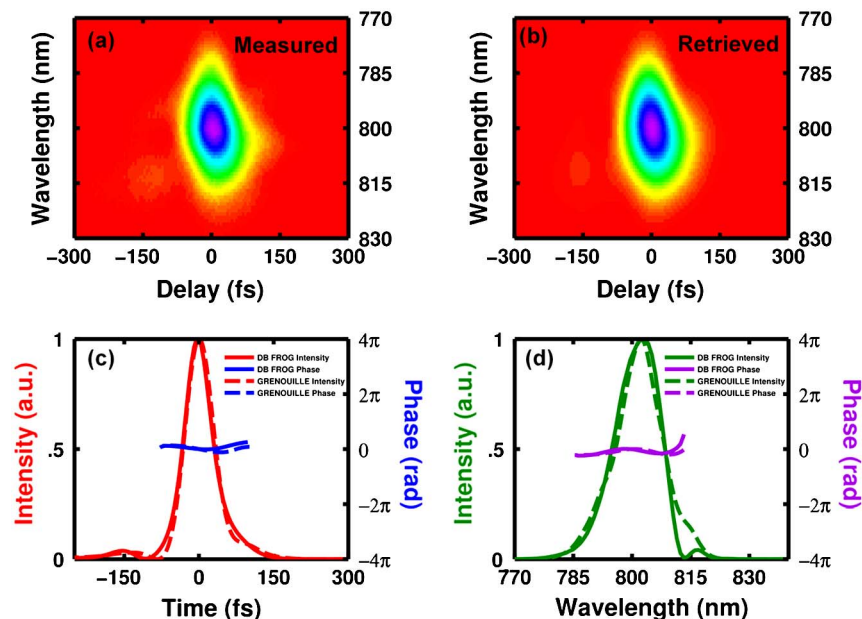 (a) Measured
Wavelength (nm)
770
785
800
815
830
−300 −150 0 150 300
Delay (fs)
(b) Retrieved
Wavelength (nm)
770
785
800
815
830
−300 −150 0 150 300
Delay (fs)
(c)
DB FROG Intensity
DB FROG Phase
GRENOUILLE Intensity
GRENOUILLE Phase
Intensity (a.u.)
1
.5
0
Phase (rad)
4π
2π
0
−2π
−4π
−150 0 150 300
Time (fs)
(d)
DB FROG Intensity
DB FROG Phase
GRENOUILLE Intensity
GRENOUILLE Phase
Intensity (a.u.)
1
.5
0
Phase (rad)
4π
2π
0
−2π
−4π
770 785 800 815 830
Wavelength (nm)